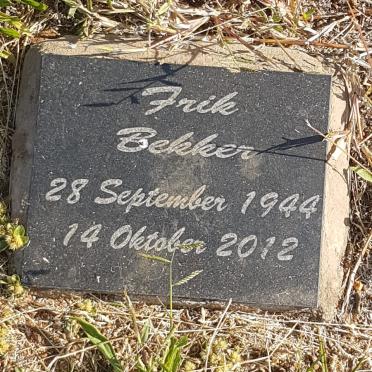 Frik
Bekker
28 September 1944
14 Oktober 2012